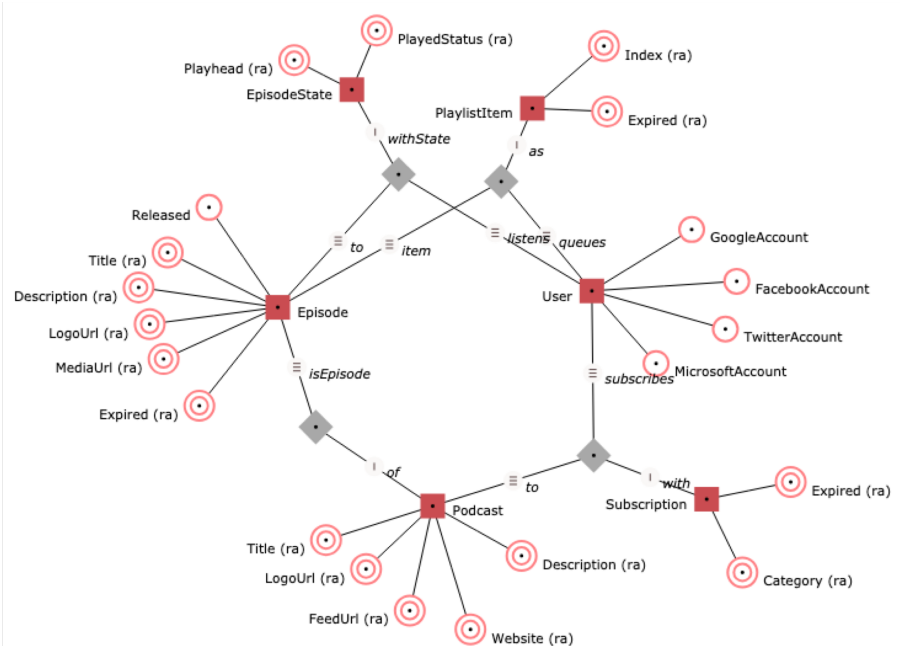 PlayedStatus (ra)
Playhead (ra)
EpisodeState
Index (ra)
PlaylistItem
Expired (ra)
withState
as
Released
to
item
listens
queues
GoogleAccount
Title (ra)
Description (ra)
LogoUrl (ra)
MediaUrl (ra)
Expired (ra)
Episode
User
FacebookAccount
TwitterAccount
MicrosoftAccount
isEpisode
subscribes
of
to
with
Podcast
Subscription
Expired (ra)
Category (ra)
Title (ra)
LogoUrl (ra)
FeedUrl (ra)
Website (ra)
Description (ra)